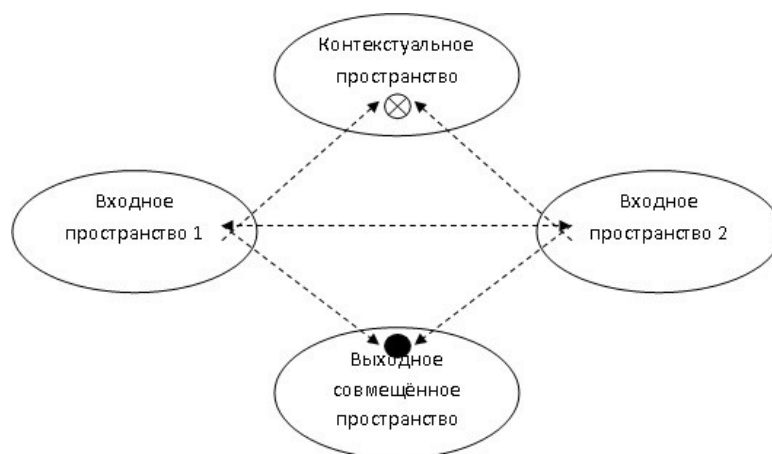 Контекстуальное
пространство
Входное
пространство 1
Входное
пространство 2
Выходное
совмещённое
пространство